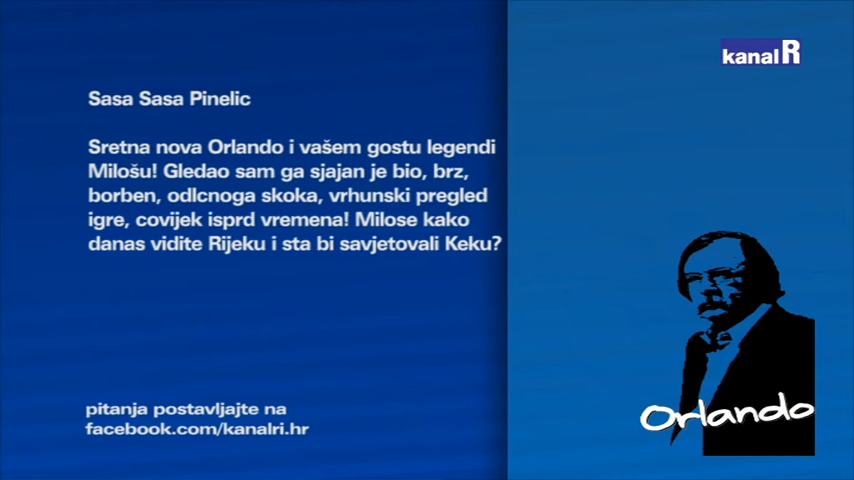 kanal R
Sasa Sasa Pinelic
Sretna nova Orlando i vašem gostu legendi
Milošu! Gledao sam ga sjajan je bio, brz,
borben, odlcnoga skoka, vrhunski pregled
igre, covijek isprd vremena! Milose kako
danas vidite Rijeku i sta bi savjetovali Keku?
pitanja postavljajte na
facebook.com/kanalri.hr
Orlando